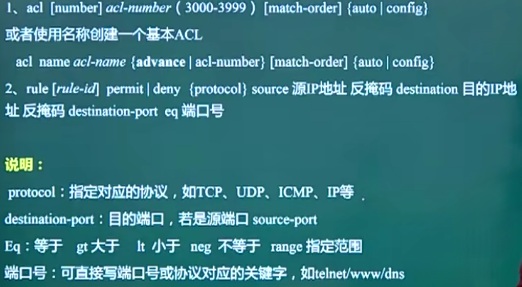 1、acl [number] acl-number（3000-3999）[match-order] {auto | config}
或者使用名称创建一个基本ACL
acl name acl-name {advance | acl-number} [match-order] {auto | config}
2、rule [rule-id] permit | deny {protocol} source 源IP地址 反掩码 destination 目的IP地
址 反掩码 destination-port eq 端口号
说明：
protocol：指定对应的协议，如TCP、UDP、ICMP、IP等 .
destination-port：目的端口，若是源端口 source-port
Eq：等于 gt 大于 lt 小于 neg 不等于 range 指定范围
端口号：可直接写端口号或协议对应的关键字，如telnet/www/dns